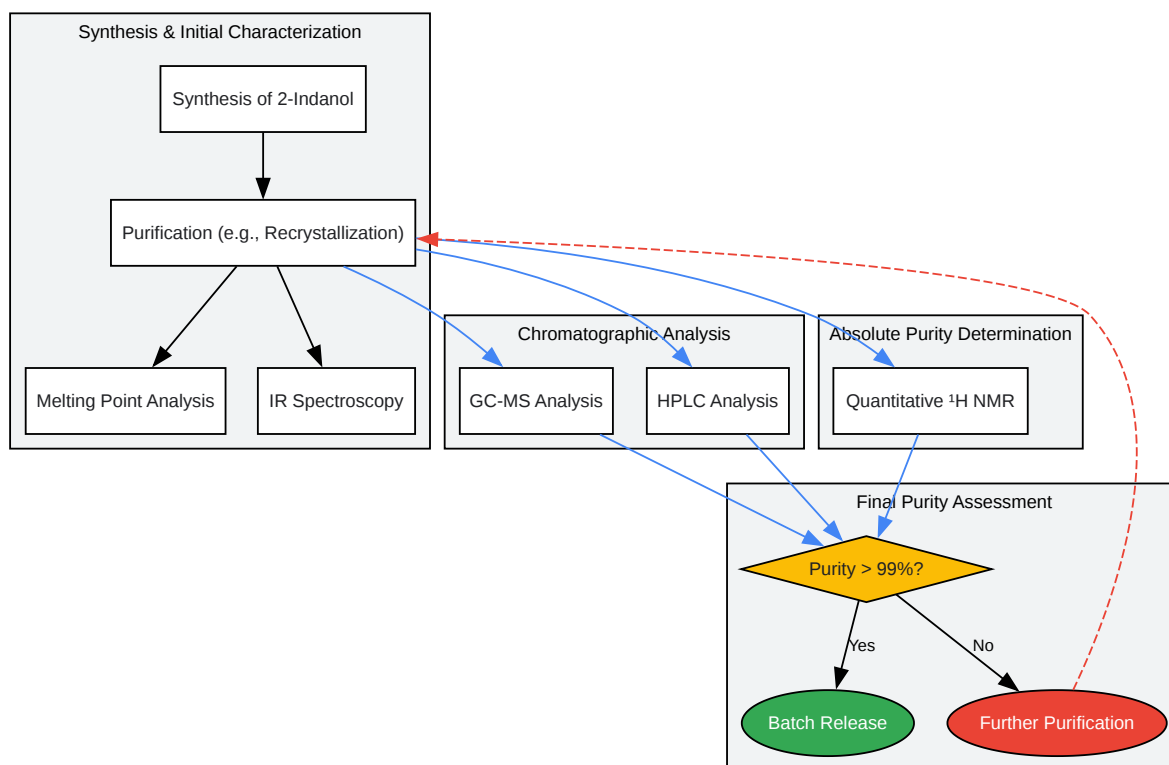 Synthesis & Initial Characterization
Synthesis of 2-Indanol
Purification (e.g., Recrystallization)
Melting Point Analysis
IR Spectroscopy
Chromatographic Analysis
GC-MS Analysis
HPLC Analysis
Absolute Purity Determination
Quantitative ¹H NMR
Final Purity Assessment
Purity > 99%?
Yes
No
Batch Release
Further Purification